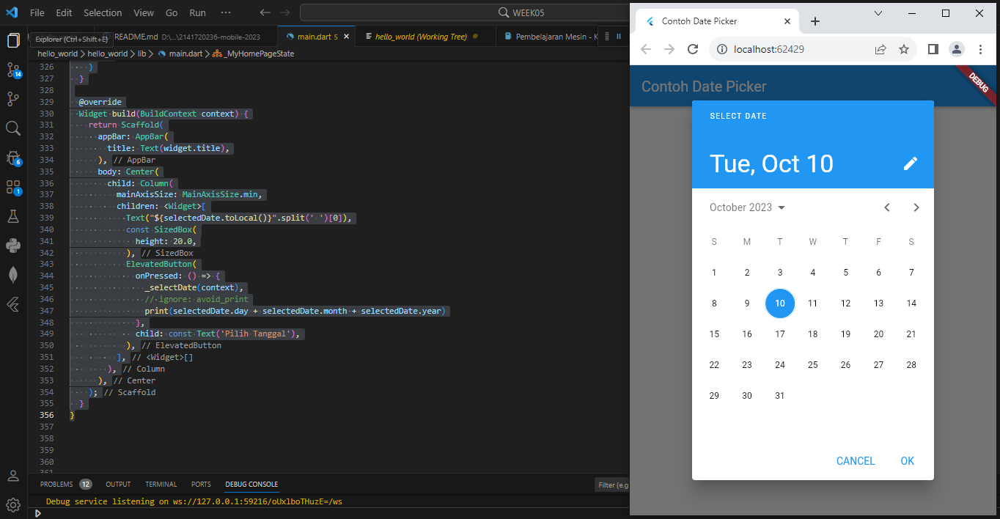 File Edit Selection View Go Run ··· WEEK05
Explorer (Ctrl+Shift+E) README.md D:\...\2141720236-mobile-2023 main.dart 5 hello_world (Working Tree) Pembelajaran Mesin - K
hello_world > hello_world > lib > main.dart > _MyHomePageState
326 }
327 }
328
329 @override
330 Widget build(BuildContext context) {
331 return Scaffold(
332 appBar: AppBar(
333 title: Text(widget.title),
334 ), // AppBar
335 body: Center(
336 child: Column(
337 mainAxisSize: MainAxisSize.min,
338 children: <Widget>[
339 Text("${selectedDate.toLocal()}".split(' ')[0]),
340 const SizedBox(
341 height: 20.0,
342 ), // SizedBox
343 ElevatedButton(
344 onPressed: () => {
345 _selectDate(context),
346 // ignore: avoid_print
347 print(selectedDate.day + selectedDate.month + selectedDate.year)
348 },
349 child: const Text('Pilih Tanggal'),
350 ), // ElevatedButton
351 ], // <Widget>[]
352 ), // Column
353 ), // Center
354 ); // Scaffold
355 }
356 }
357
358
359
360
361
14
6
1
PROBLEMS 12 OUTPUT TERMINAL PORTS DEBUG CONSOLE Filter (e.g
Debug service listening on ws://127.0.0.1:59216/oUxlboTHuzE=/ws
Contoh Date Picker
localhost:62429
Contoh Date Picker
DEBUG
SELECT DATE
Tue, Oct 10
October 2023
S M T W T F S
1 2 3 4 5 6 7
8 9 10 11 12 13 14
15 16 17 18 19 20 21
22 23 24 25 26 27 28
29 30 31
CANCEL OK